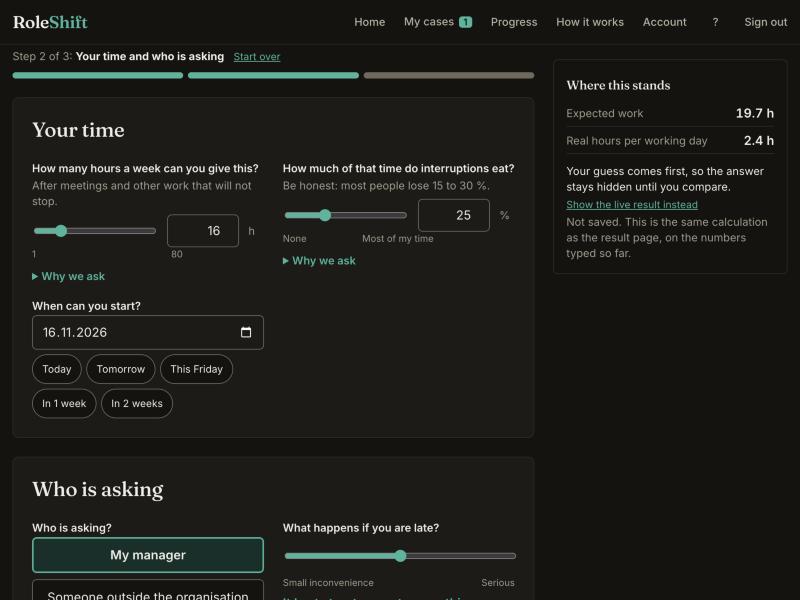 RoleShift
Home My cases 1 Progress How it works Account ? Sign out
Step 2 of 3: Your time and who is asking Start over
Your time
How many hours a week can you give this?
After meetings and other work that will not
stop.
16 h
1 80
Why we ask
How much of that time do interruptions eat?
Be honest: most people lose 15 to 30 %.
25 %
None Most of my time
Why we ask
When can you start?
16.11.2026
Today Tomorrow This Friday
In 1 week In 2 weeks
Who is asking
Who is asking?
My manager
Someone outside the organisation
What happens if you are late?
Small inconvenience Serious
Where this stands
Expected work 19.7 h
Real hours per working day 2.4 h
Your guess comes first, so the answer
stays hidden until you compare.
Show the live result instead
Not saved. This is the same calculation
as the result page, on the numbers
typed so far.